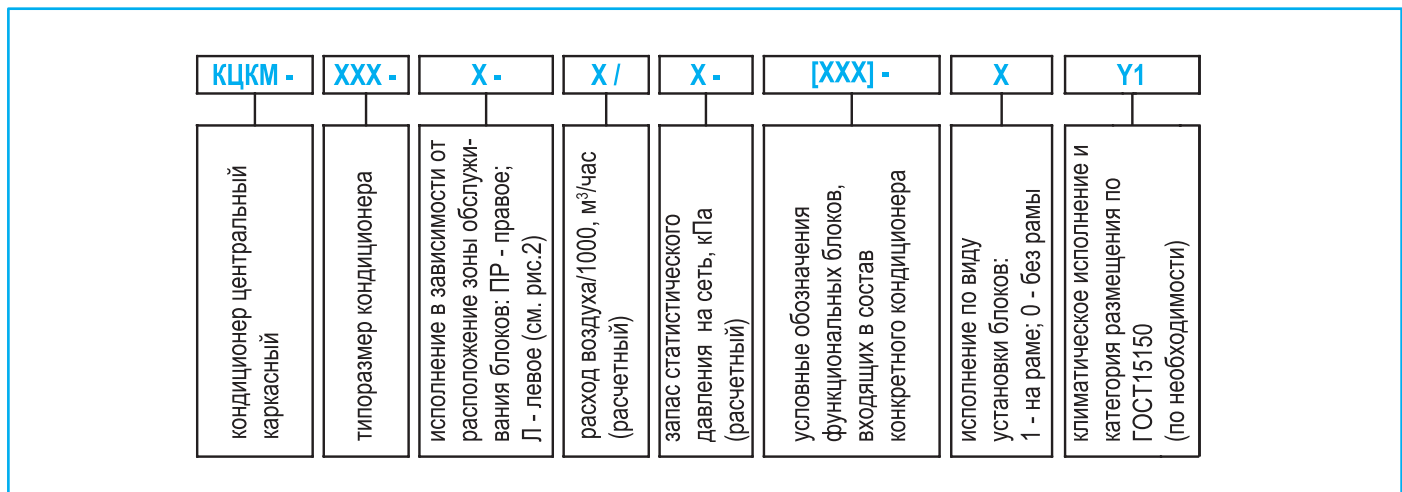 КЦКМ -
ХХХ -
Х -
Х /
Х -
[ХХХ] -
Х
Y1
кондиционер центральный
каркасный
типоразмер кондиционера
исполнение в зависимости от
расположение зоны обслужи-
вания блоков: ПР - правое;
Л - левое (см. рис.2)
расход воздуха/1000, м³/час
(расчетный)
запас статистического
давления на сеть, кПа
(расчетный)
условные обозначения
функциональных блоков,
входящих в состав
конкретного кондиционера
исполнение по виду
установки блоков:
1 - на раме; 0 - без рамы
климатическое исполнение и
категория размещения по
ГОСТ15150
(по необходимости)